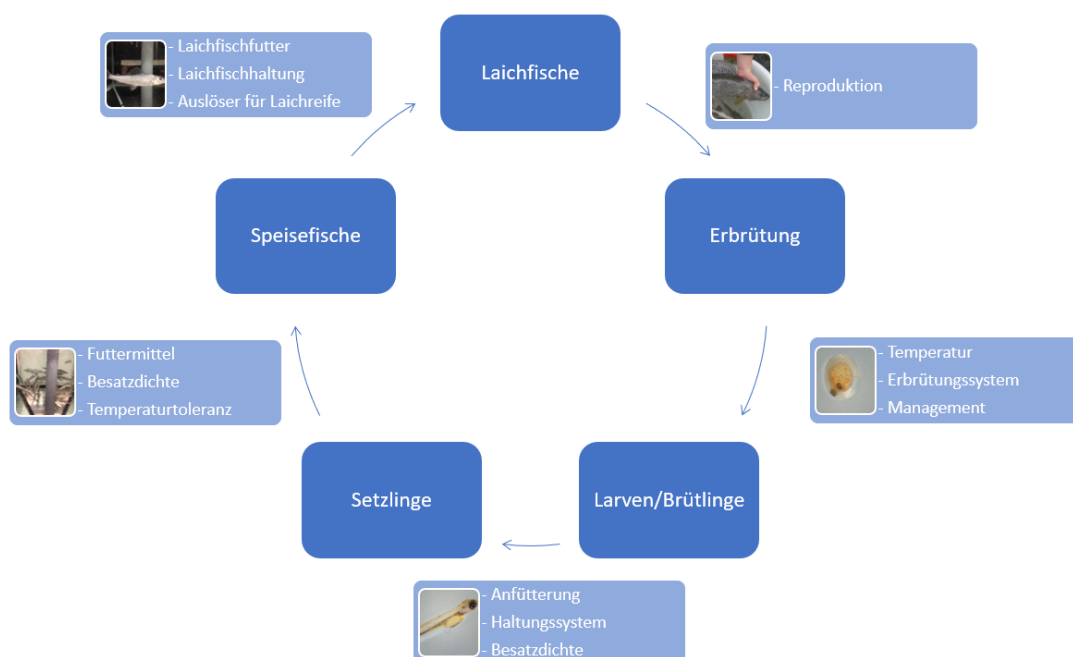 Laichfische
- Reproduktion
Erbrütung
- Temperatur
- Erbrütungssystem
- Management
Larven/Brütlinge
- Anfütterung
- Haltungssystem
- Besatzdichte
Setzlinge
- Futtermittel
- Besatzdichte
- Temperaturtoleranz
Speisefische
- Laichfischfutter
- Laichfischhaltung
- Auslöser für Laichreife